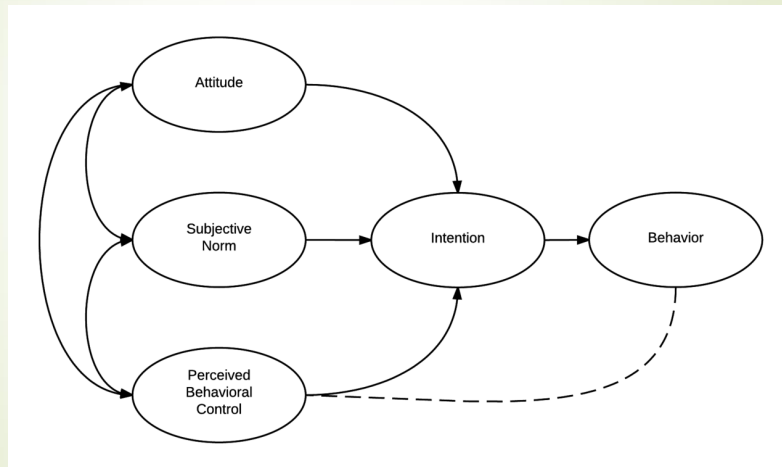 Attitude
Subjective
Norm
Intention
Behavior
Perceived
Behavioral
Control